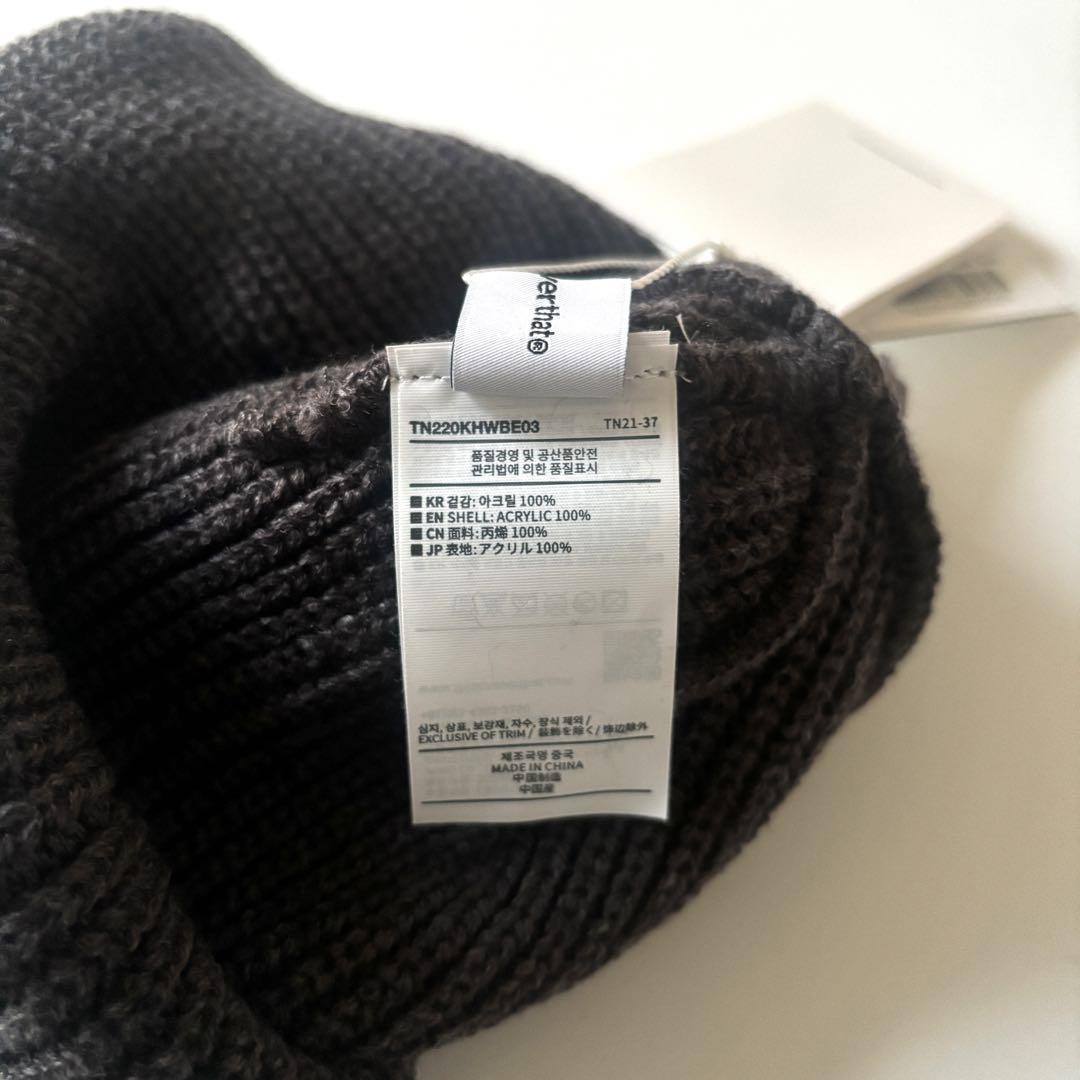 verthat®
TN220KHWBE03 TN21-37
품질경영 및 공산품안전
관리법에 의한 품질표시
KR 겉감: 아크릴 100%
EN SHELL: ACRYLIC 100%
CN 面料: 丙烯 100%
JP 表地: アクリル 100%
심지, 삼표, 보강재, 자수, 장식 제외 /
EXCLUSIVE OF TRIM / 装飾を除く / 饰边除外
제조국명 중국
MADE IN CHINA
中国制造
中国産